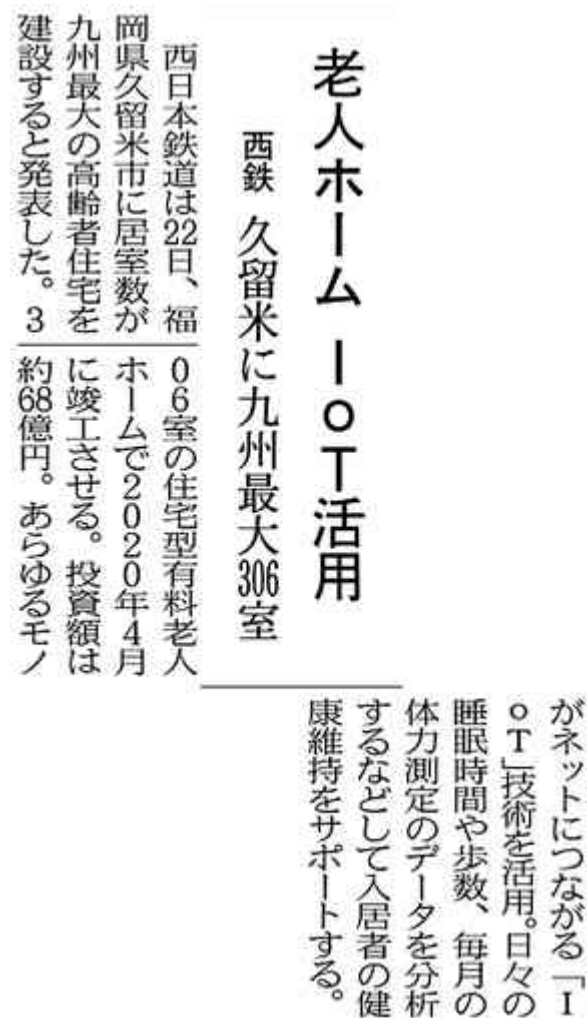 老人ホーム IoT活用
西鉄 久留米に九州最大306室
西日本鉄道は22日、福
岡県久留米市に居室数が
九州最大の高齢者住宅を
建設すると発表した。3
06室の住宅型有料老人
ホームで2020年4月
に竣工させる。投資額は
約68億円。あらゆるモノ
がネットにつながる「I
oT」技術を活用。日々の
睡眠時間や歩数、毎月の
体力測定のデータを分析
するなどして入居者の健
康維持をサポートする。